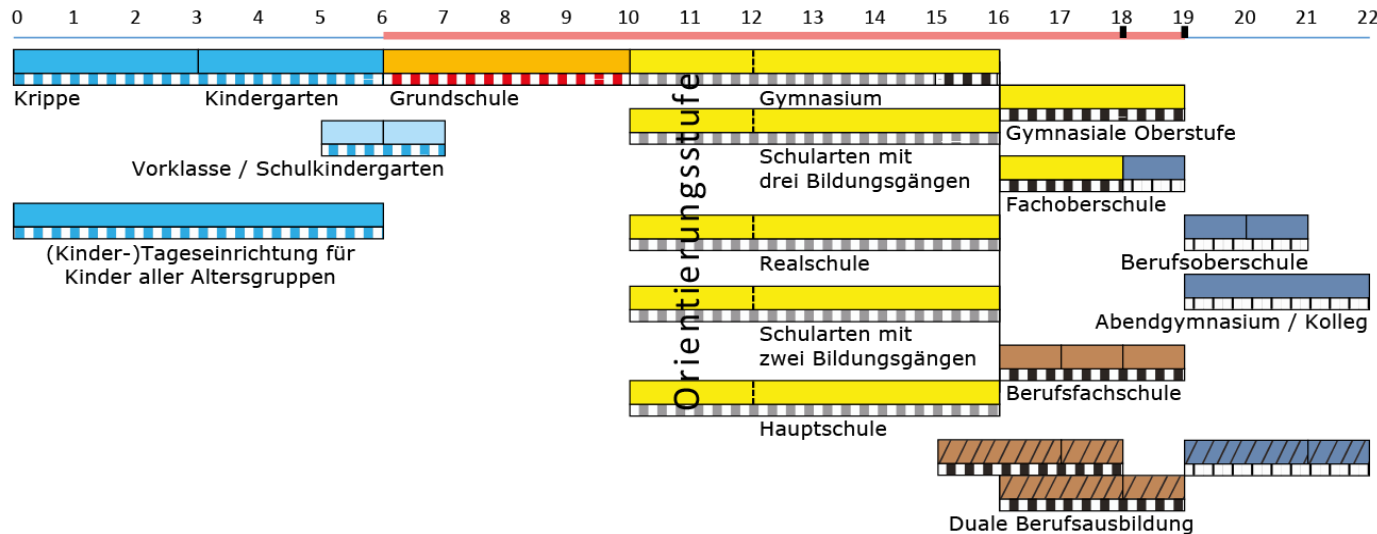 0 1 2 3 4 5 6 7 8 9 10 11 12 13 14 15 16 17 18 19 20 21 22
Krippe
Kindergarten
Grundschule
Gymnasium
Gymnasiale Oberstufe
Vorklasse / Schulkindergarten
Orientierungsstufe
Schularten mit
drei Bildungsgängen
Fachoberschule
(Kinder-)Tageseinrichtung für
Kinder aller Altersgruppen
Realschule
Berufsoberschule
Schularten mit
zwei Bildungsgängen
Abendgymnasium / Kolleg
Berufsfachschule
Hauptschule
Duale Berufsausbildung